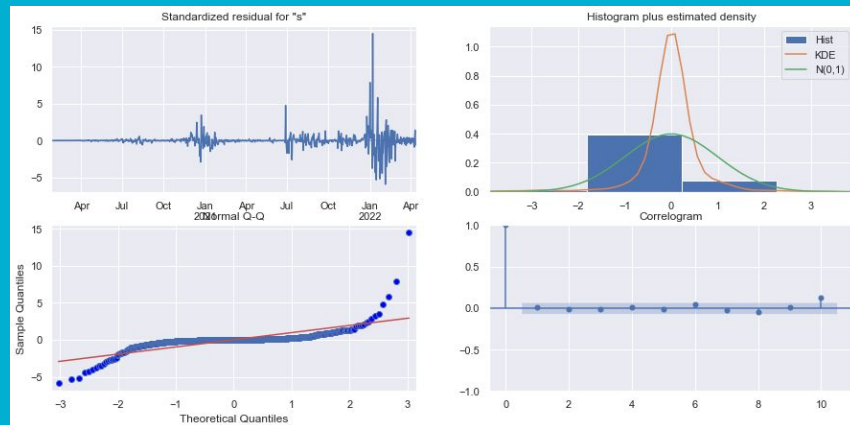 Standardized residual for "s"
15
10
5
0
−5
Apr Jul Oct Jan Apr Jul Oct Jan Apr
2021 2022
Histogram plus estimated density
Hist
KDE
N(0,1)
1.0
0.8
0.6
0.4
0.2
0.0
−3 −2 −1 0 1 2 3
Normal Q-Q
Sample Quantiles
15
10
5
0
−5
−3 −2 −1 0 1 2 3
Theoretical Quantiles
Correlogram
1.0
0.5
0.0
−0.5
−1.0
0 2 4 6 8 10